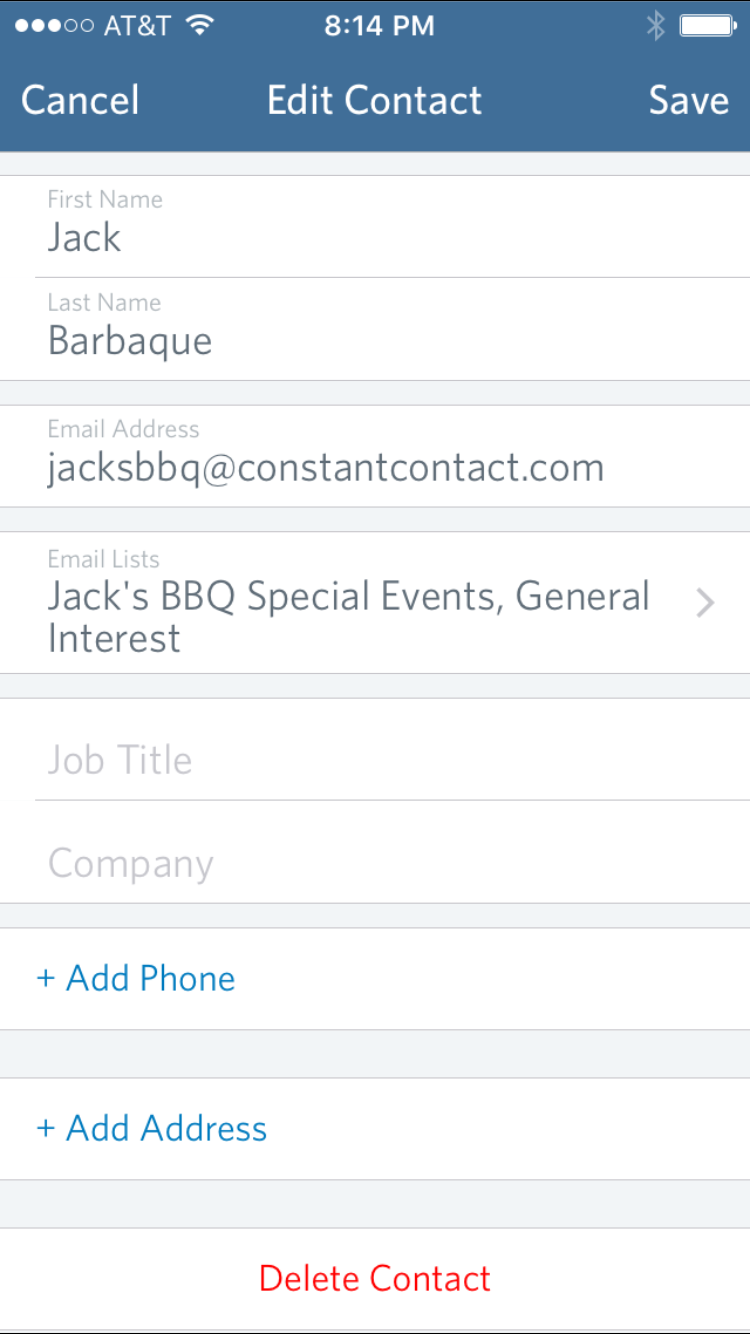 AT&T 8:14 PM
Cancel Edit Contact Save
First Name
Jack
Last Name
Barbaque
Email Address
jacksbbq@constantcontact.com
Email Lists
Jack's BBQ Special Events, General
Interest
Job Title
Company
+ Add Phone
+ Add Address
Delete Contact